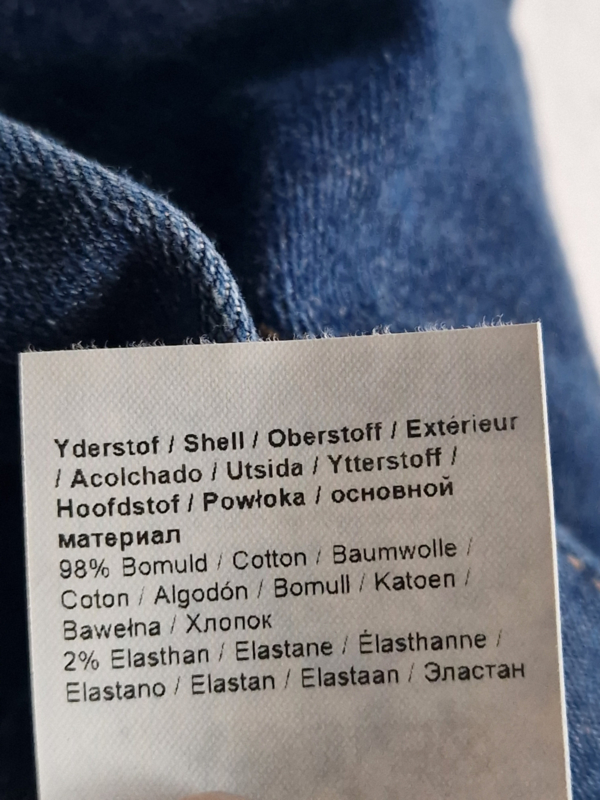 Yderstof / Shell / Oberstoff / Extérieur
/ Acolchado / Utsida / Ytterstoff /
Hoofdstof / Powłoka / основной
материал
98% Bomuld / Cotton / Baumwolle /
Coton / Algodón / Bomull / Katoen /
Bawełna / Хлопок
2% Elasthan / Elastane / Élasthanne /
Elastano / Elastan / Elastaan / Эластан